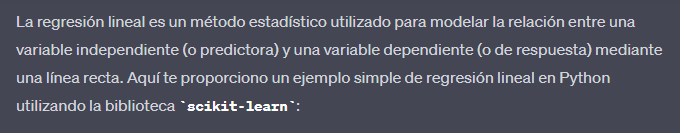 La regresión lineal es un método estadístico utilizado para modelar la relación entre una
variable independiente (o predictora) y una variable dependiente (o de respuesta) mediante
una línea recta. Aquí te proporciono un ejemplo simple de regresión lineal en Python
utilizando la biblioteca `scikit-learn`: